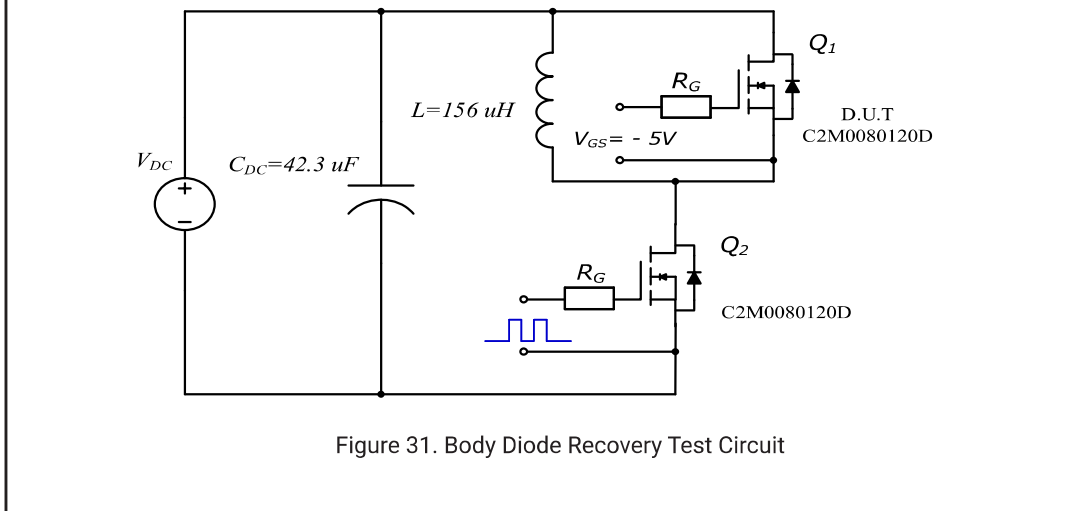 Q1
RG
L=156 uH
D.U.T
C2M0080120D
VGS= - 5V
VDC
CDC=42.3 uF
+
−
Q2
RG
C2M0080120D
Figure 31. Body Diode Recovery Test Circuit